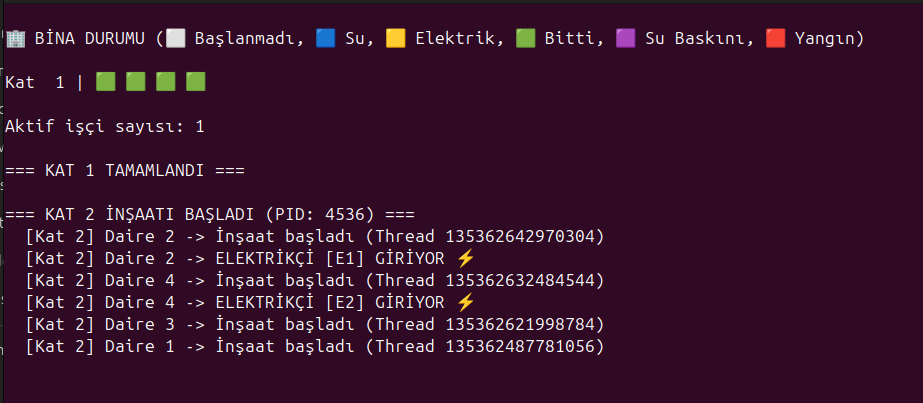 🏢 BİNA DURUMU (⬜ Başlanmadı, 🟦 Su, 🟨 Elektrik, 🟩 Bitti, 🟪 Su Baskını, 🟥 Yangın)
Kat  1 | 🟩 🟩 🟩 🟩
Aktif işçi sayısı: 1
=== KAT 1 TAMAMLANDI ===
=== KAT 2 İNŞAATI BAŞLADI (PID: 4536) ===
[Kat 2] Daire 2 -> İnşaat başladı (Thread 135362642970304)
[Kat 2] Daire 2 -> ELEKTRİKÇİ [E1] GİRİYOR ⚡
[Kat 2] Daire 4 -> İnşaat başladı (Thread 135362632484544)
[Kat 2] Daire 4 -> ELEKTRİKÇİ [E2] GİRİYOR ⚡
[Kat 2] Daire 3 -> İnşaat başladı (Thread 135362621998784)
[Kat 2] Daire 1 -> İnşaat başladı (Thread 135362487781056)